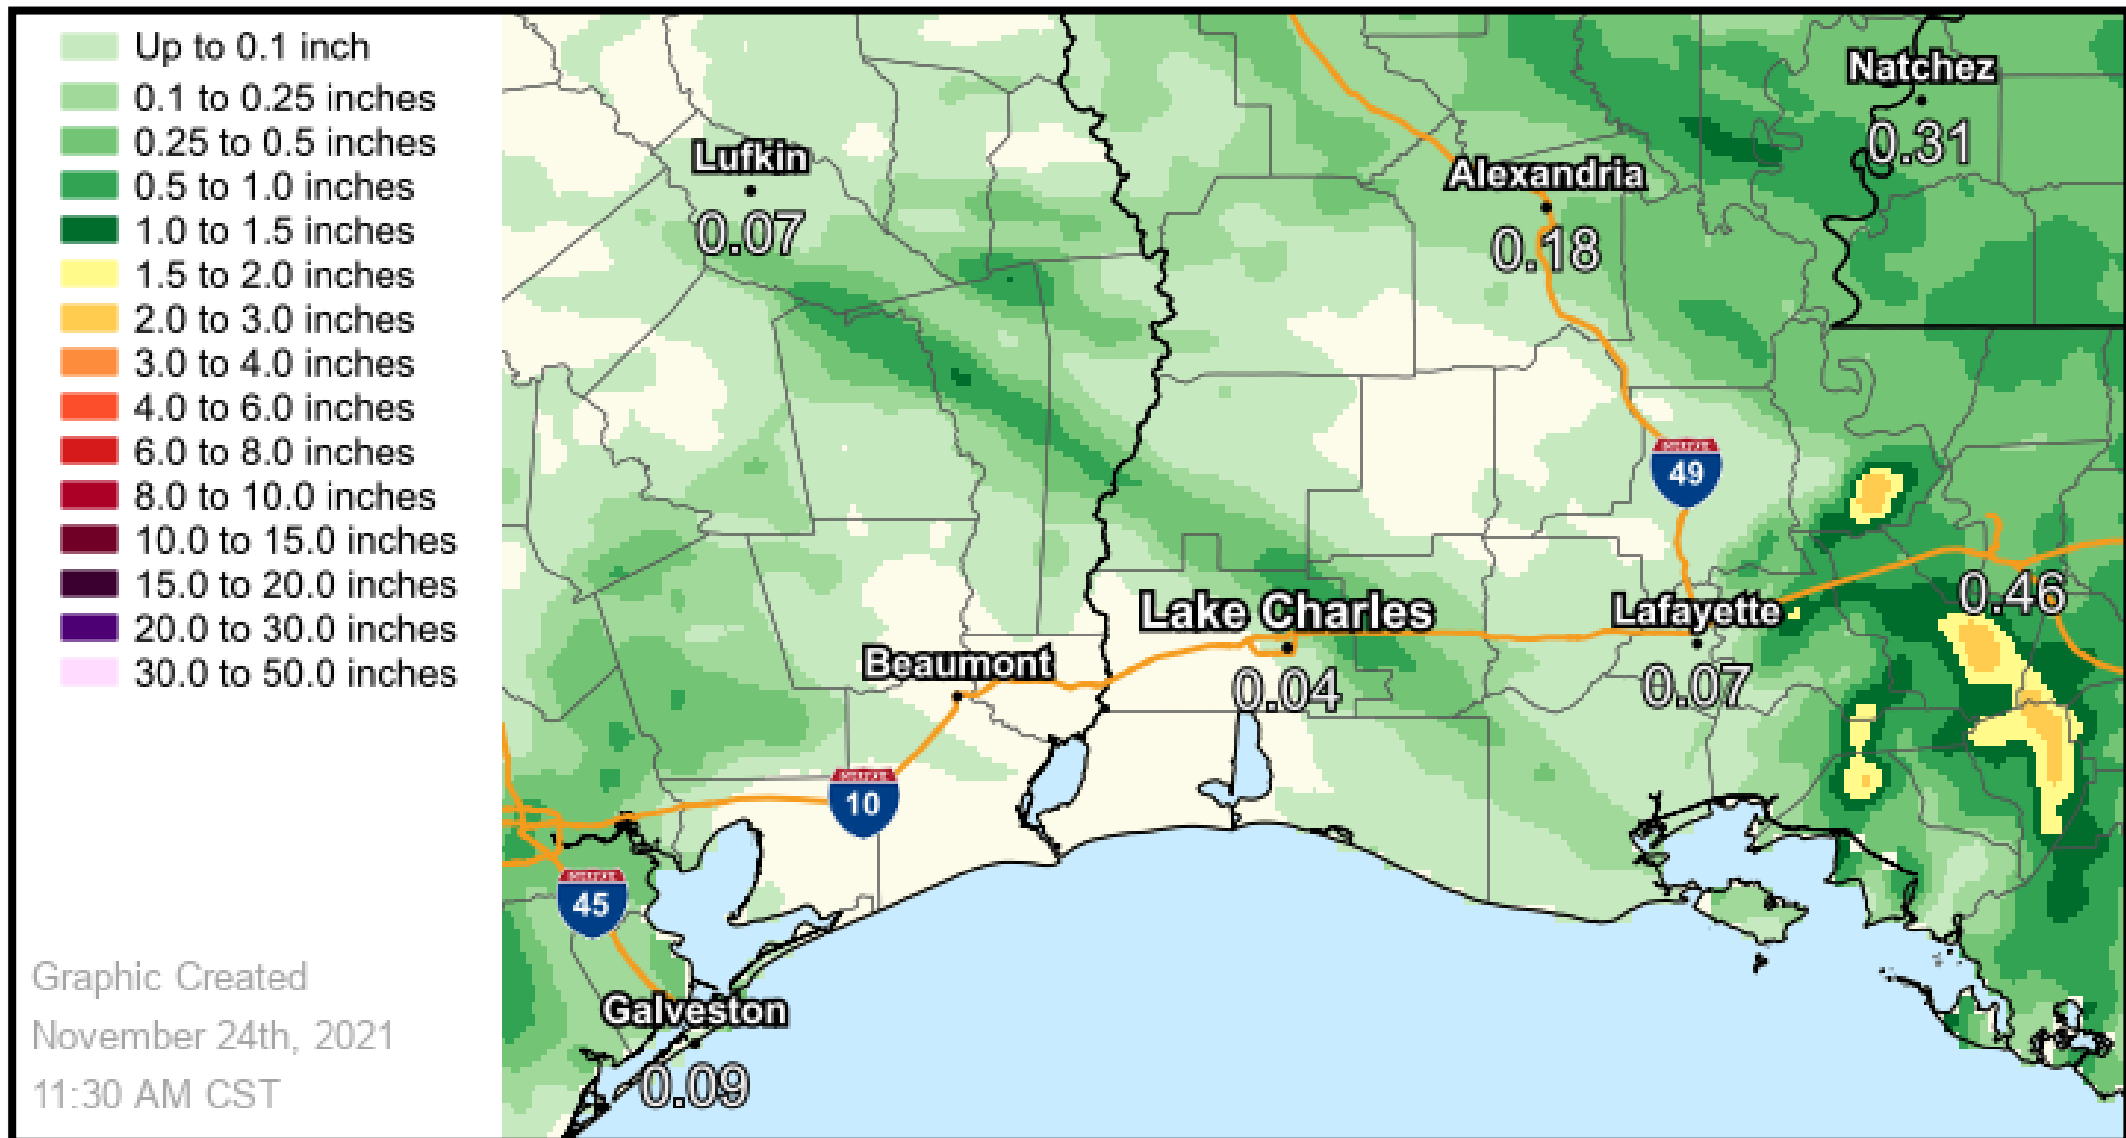 Up to 0.1 inch
0.1 to 0.25 inches
0.25 to 0.5 inches
0.5 to 1.0 inches
1.0 to 1.5 inches
1.5 to 2.0 inches
2.0 to 3.0 inches
3.0 to 4.0 inches
4.0 to 6.0 inches
6.0 to 8.0 inches
8.0 to 10.0 inches
10.0 to 15.0 inches
15.0 to 20.0 inches
20.0 to 30.0 inches
30.0 to 50.0 inches
Graphic Created
November 24th, 2021
11:30 AM CST
Natchez
0.31
Lufkin
0.07
Alexandria
0.18
49
0.46
Lake Charles
0.04
Lafayette
0.07
Beaumont
10
45
Galveston
0.09